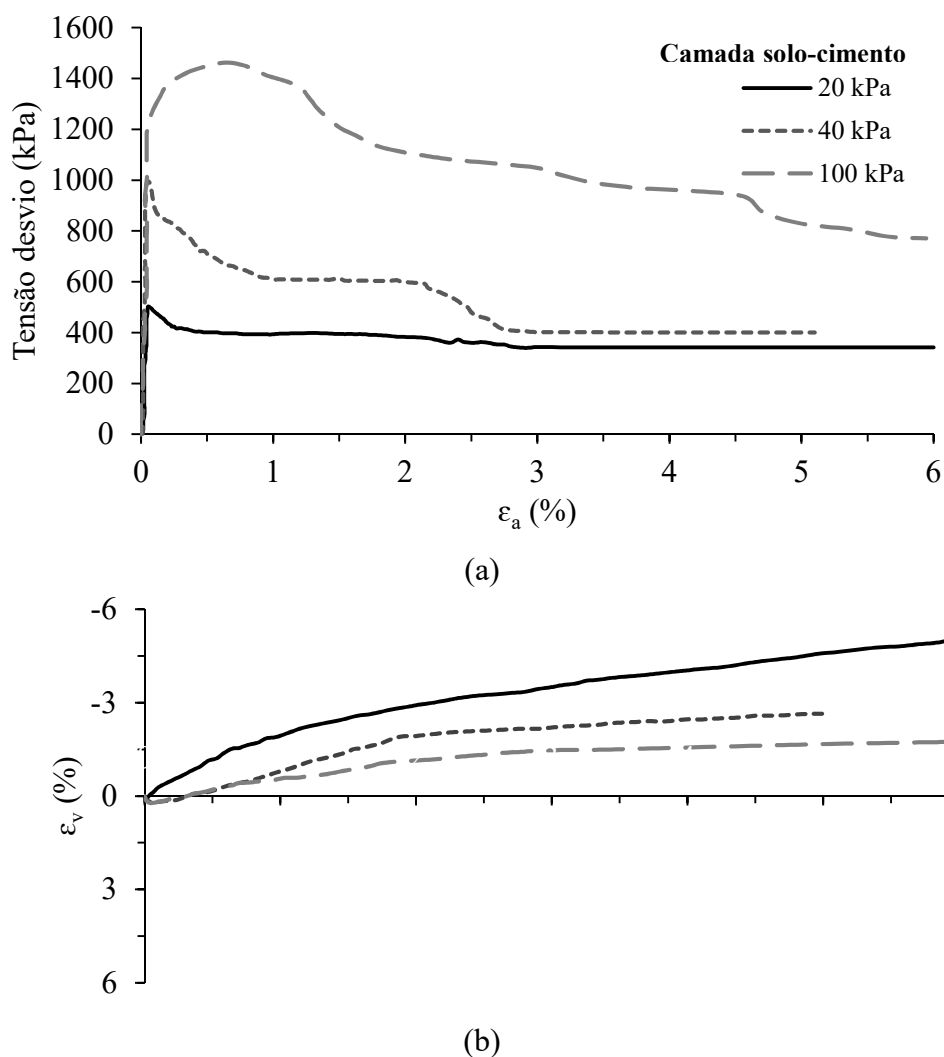 1600
1400
1200
1000
800
600
400
200
0
Tensão desvio (kPa)
Camada solo-cimento
20 kPa
40 kPa
100 kPa
0 1 2 3 4 5 6
εa (%)
(a)
-6
-3
0
3
6
εv (%)
(b)